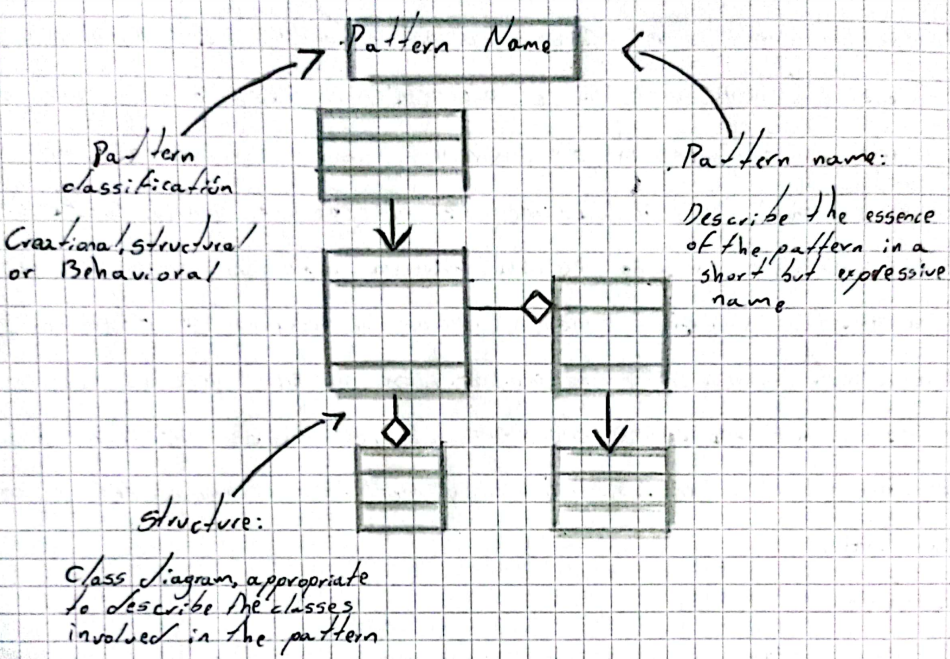 Pattern Name
Pattern
classification
Creational, structural
or Behavioral
Pattern name:
Describe the essence
of the pattern in a
short, but expressive
name
Structure:
Class diagram, appropriate
to describe the classes
involved in the pattern